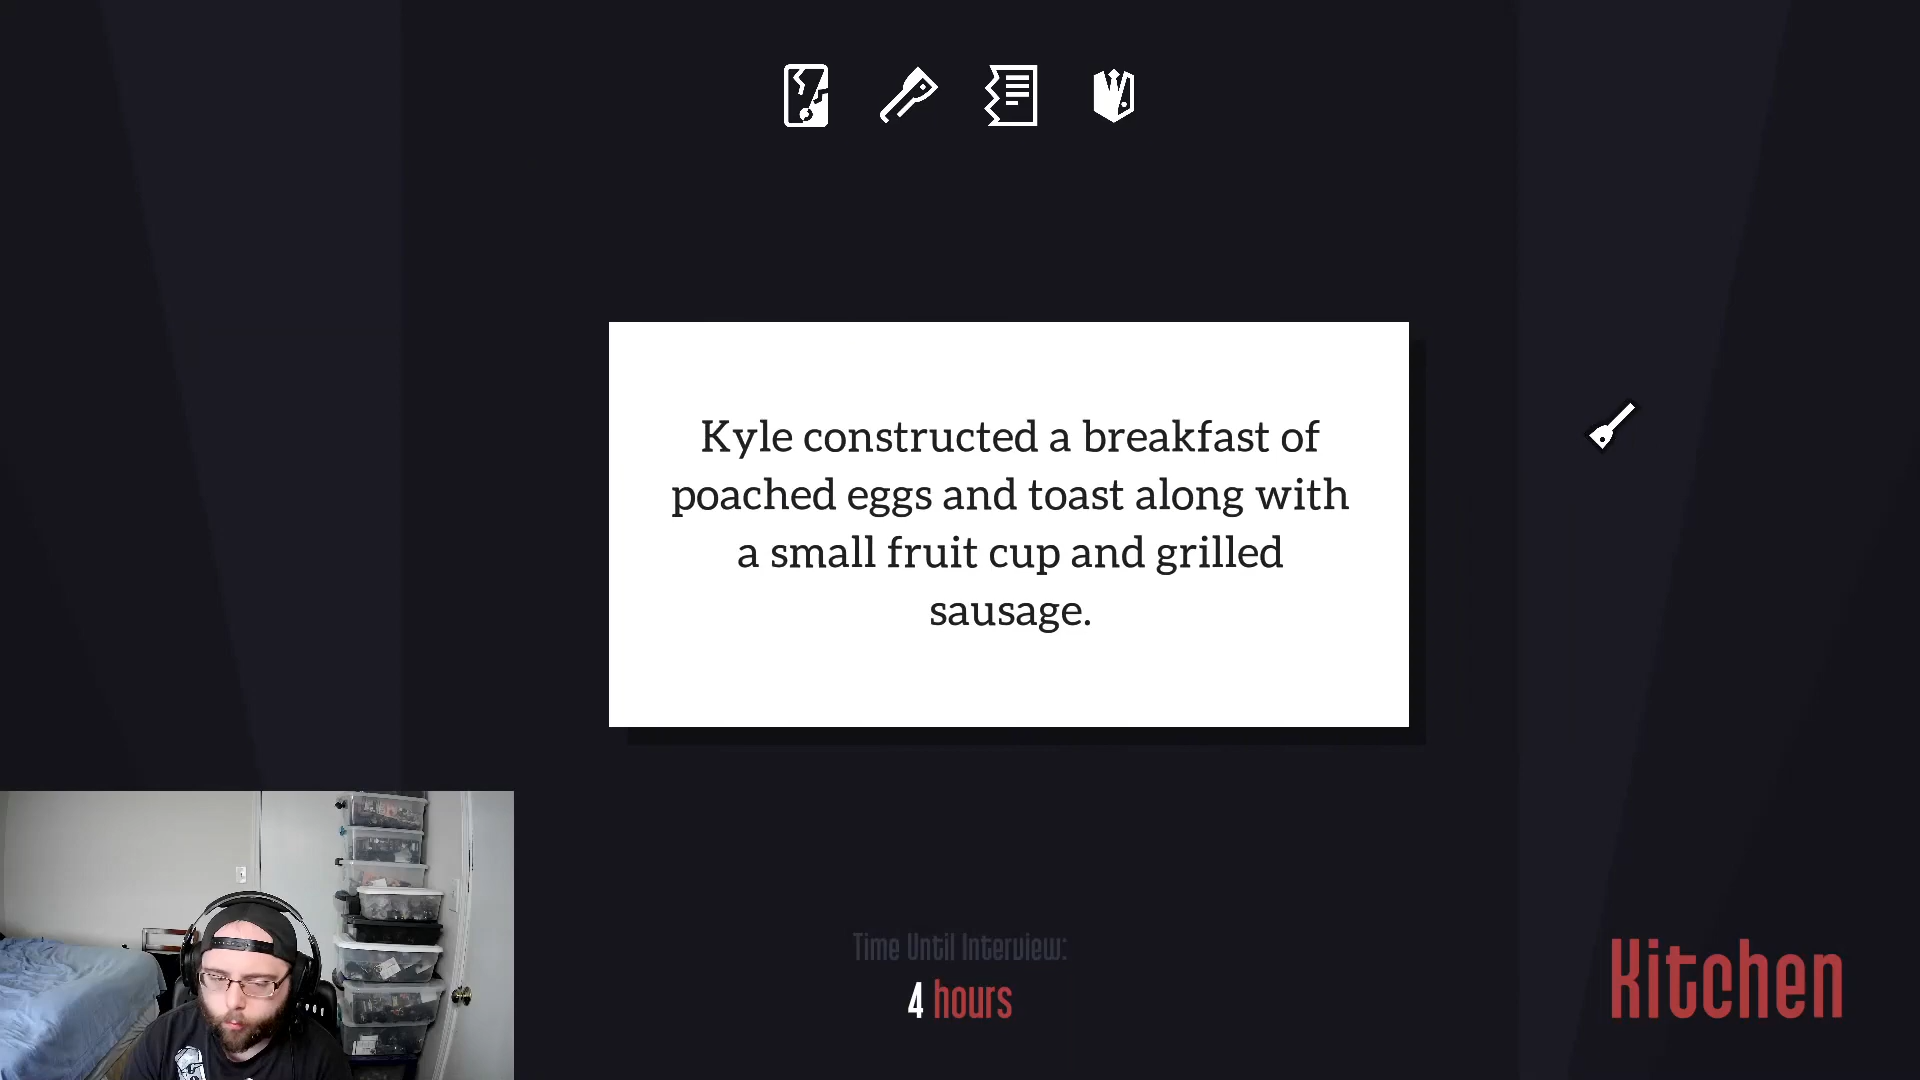 Kyle constructed a breakfast of
poached eggs and toast along with
a small fruit cup and grilled
sausage.
Time Until Interview:
4 hours
Kitchen